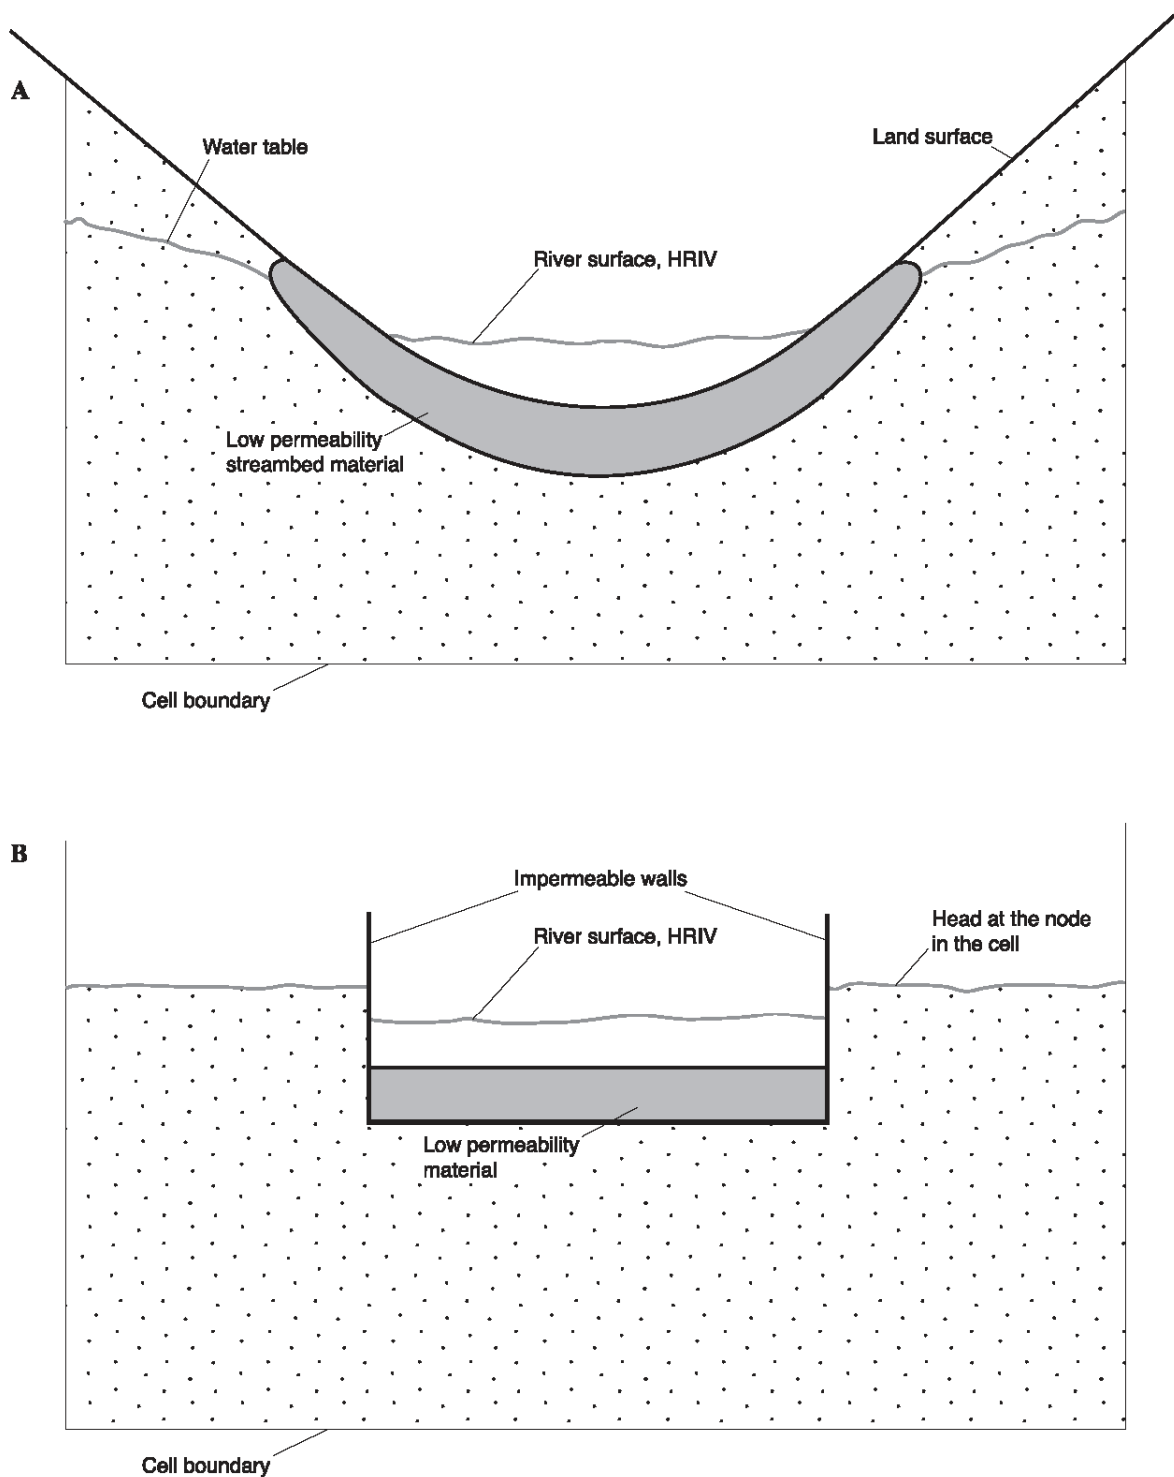 A
Water table
Land surface
River surface, HRIV
Low permeability
streambed material
Cell boundary
B
Impermeable walls
River surface, HRIV
Head at the node
in the cell
Low permeability
material
Cell boundary